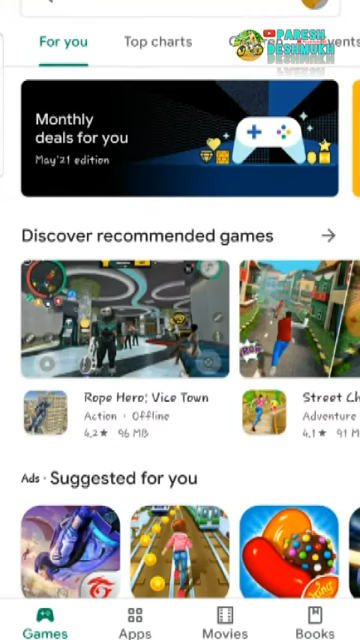 For you
Top charts
PARESH
DESHMUKH
Monthly
deals for you
May'21 edition
Discover recommended games
Rope Hero: Vice Town
Action · Offline
4.2★ 96 MB
Street
Adventure
4.1★ 91 M
Ads · Suggested for you
Games
Apps
Movies
Books